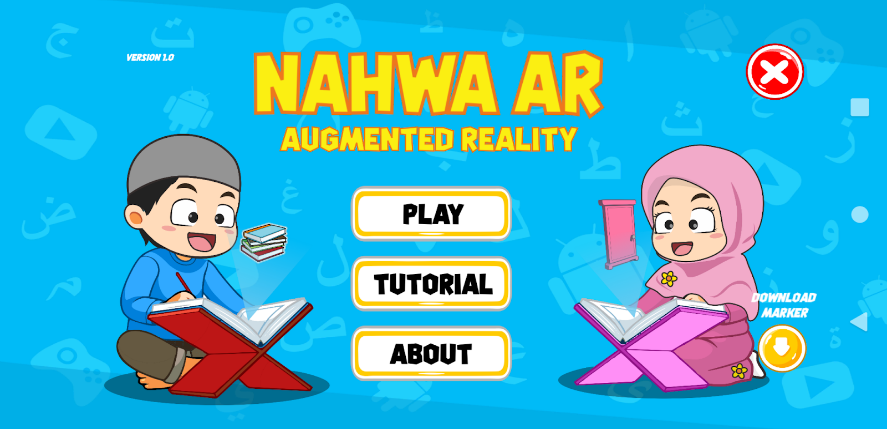 VERSION 1.0
NAHWA AR
AUGMENTED REALITY
PLAY
TUTORIAL
ABOUT
DOWNLOAD
MARKER